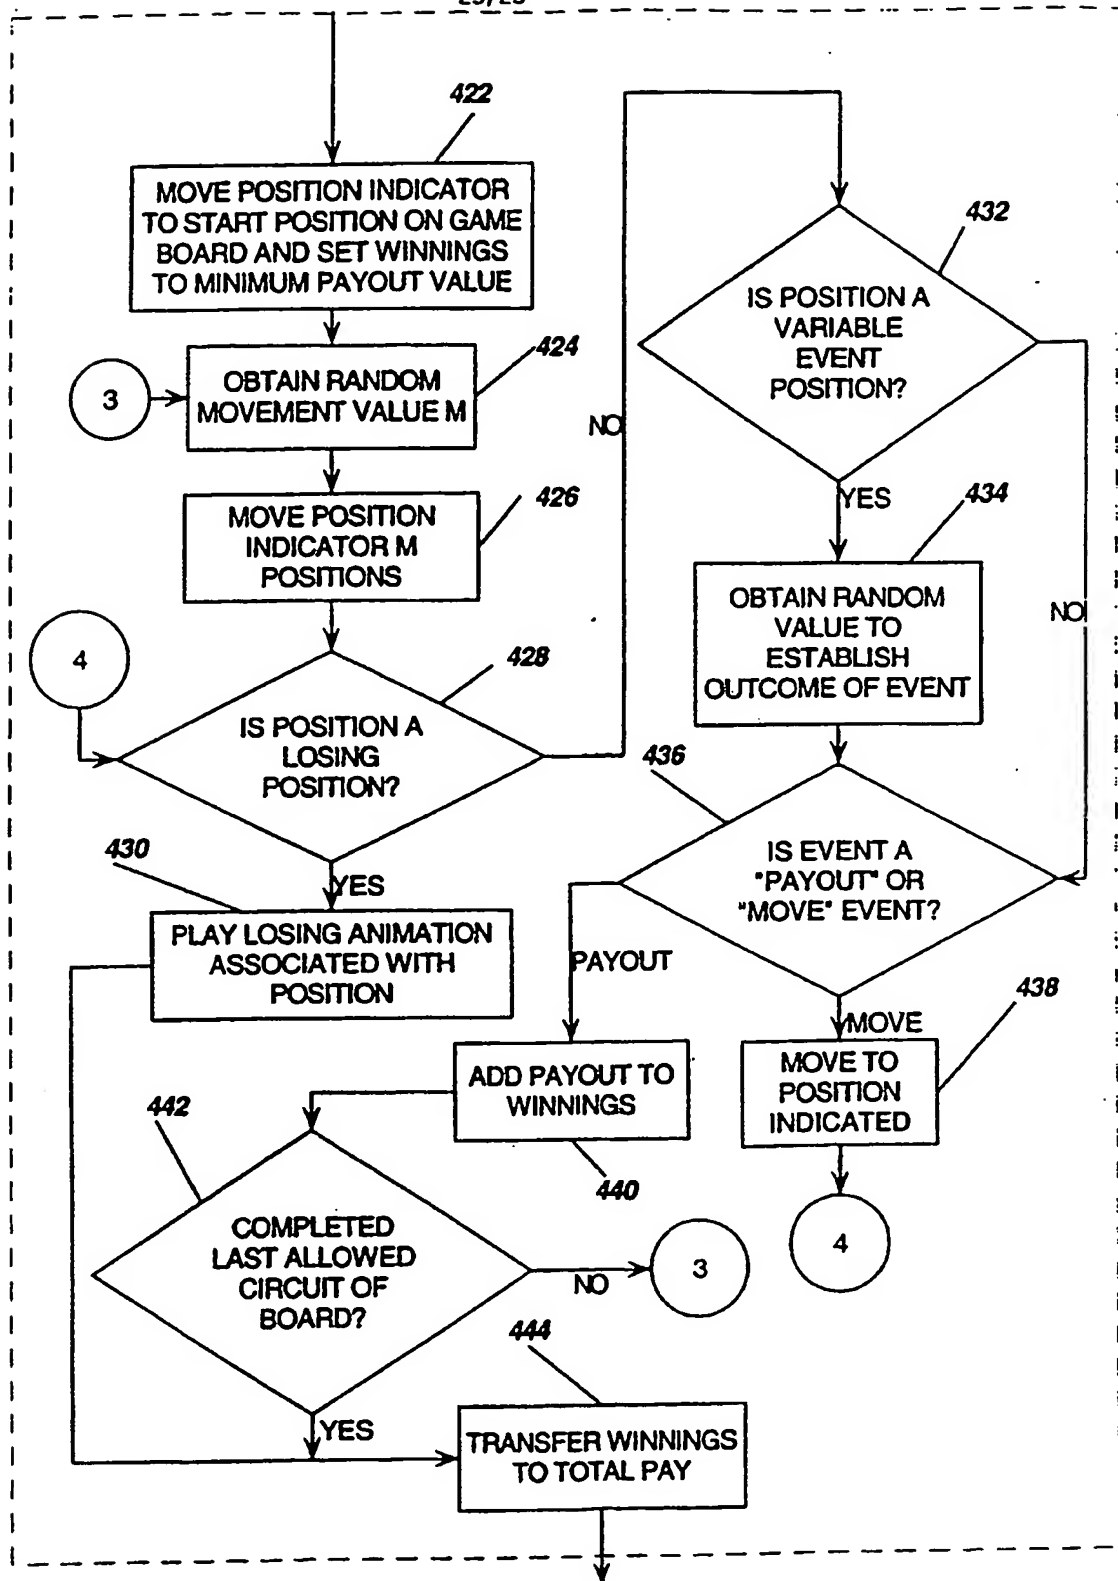 422
MOVE POSITION INDICATOR
TO START POSITION ON GAME
BOARD AND SET WINNINGS
TO MINIMUM PAYOUT VALUE
424
3
OBTAIN RANDOM
MOVEMENT VALUE M
426
MOVE POSITION
INDICATOR M
POSITIONS
4
428
IS POSITION A
LOSING
POSITION?
NO
430
YES
PLAY LOSING ANIMATION
ASSOCIATED WITH
POSITION
432
IS POSITION A
VARIABLE
EVENT
POSITION?
YES
NO
434
OBTAIN RANDOM
VALUE TO
ESTABLISH
OUTCOME OF EVENT
436
IS EVENT A
"PAYOUT" OR
"MOVE" EVENT?
PAYOUT
MOVE
438
MOVE TO
POSITION
INDICATED
4
ADD PAYOUT TO
WINNINGS
440
442
COMPLETED
LAST ALLOWED
CIRCUIT OF
BOARD?
NO
3
YES
444
TRANSFER WINNINGS
TO TOTAL PAY